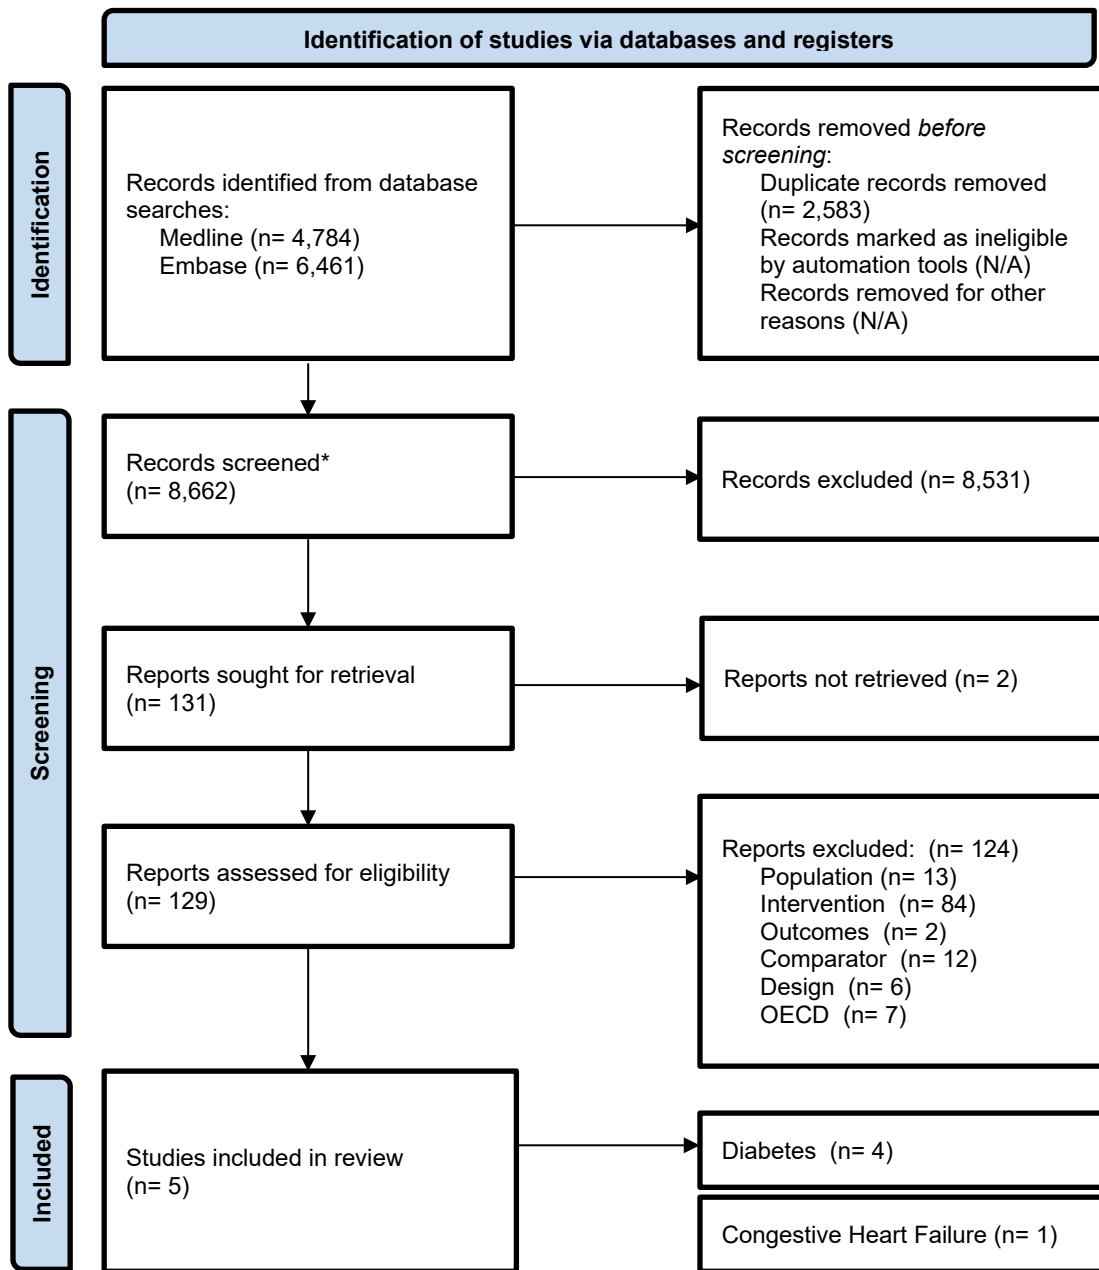 Identification of studies via databases and registers
Identification
Records identified from database
searches:
Medline (n= 4,784)
Embase (n= 6,461)
Records removed before
screening:
Duplicate records removed
(n= 2,583)
Records marked as ineligible
by automation tools (N/A)
Records removed for other
reasons (N/A)
Screening
Records screened*
(n= 8,662)
Records excluded (n= 8,531)
Reports sought for retrieval
(n= 131)
Reports not retrieved (n= 2)
Reports assessed for eligibility
(n= 129)
Reports excluded: (n= 124)
Population (n= 13)
Intervention (n= 84)
Outcomes (n= 2)
Comparator (n= 12)
Design (n= 6)
OECD (n= 7)
Included
Studies included in review
(n= 5)
Diabetes (n= 4)
Congestive Heart Failure (n= 1)